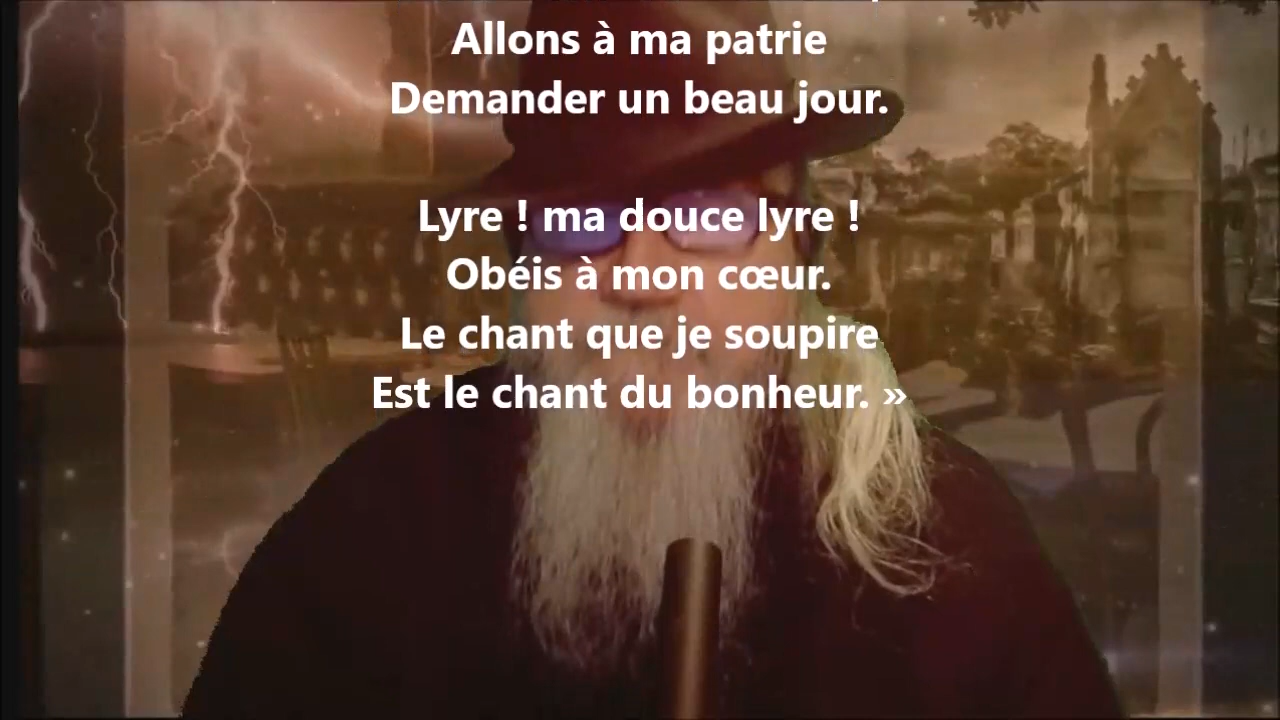 Allons à ma patrie
Demander un beau jour.
Lyre ! ma douce lyre !
Obéis à mon cœur.
Le chant que je soupire
Est le chant du bonheur. »